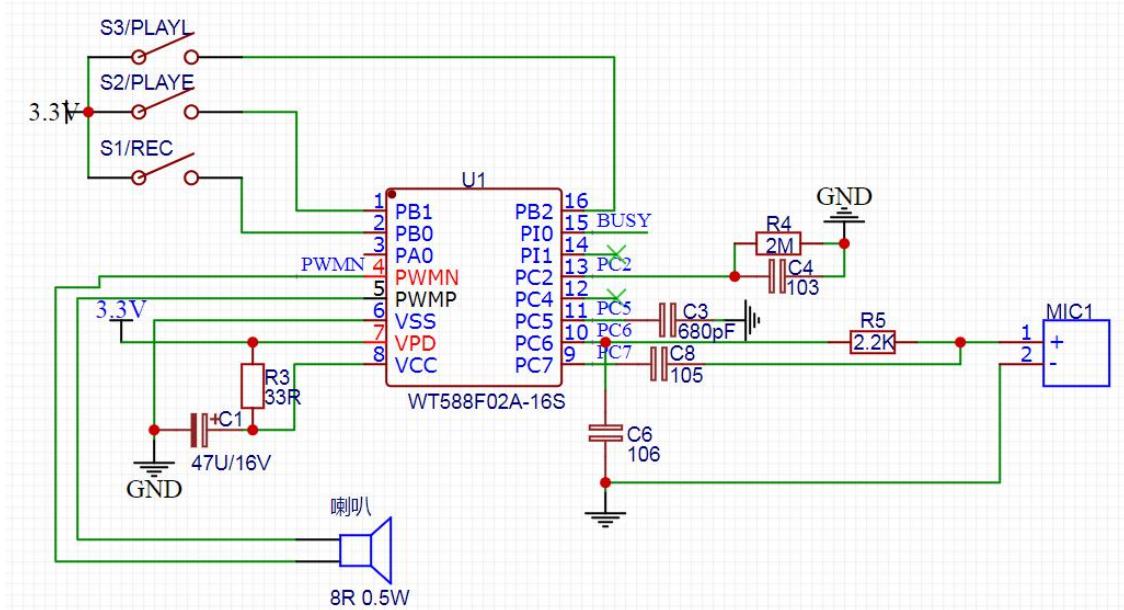 S3/PLAYL
S2/PLAYE
3.3V
S1/REC
U1
1 PB1
2 PB0
3 PA0
PWMN 4 PWMN
5 PWMP
6 VSS
7 VPD
8 VCC
PB2 16
PI0 15 BUSY
PI1 14
PC2 13 PC2
PC4 12
PC5 11 PC5
PC6 10 PC6
PC7 9 PC7
WT588F02A-16S
GND
R4
2M
C4
103
C3
680pF
R5
2.2K
C8
105
MIC1
1 +
2 -
C6
106
3.3V
R3
33R
+C1
47U/16V
GND
喇叭
8R 0.5W